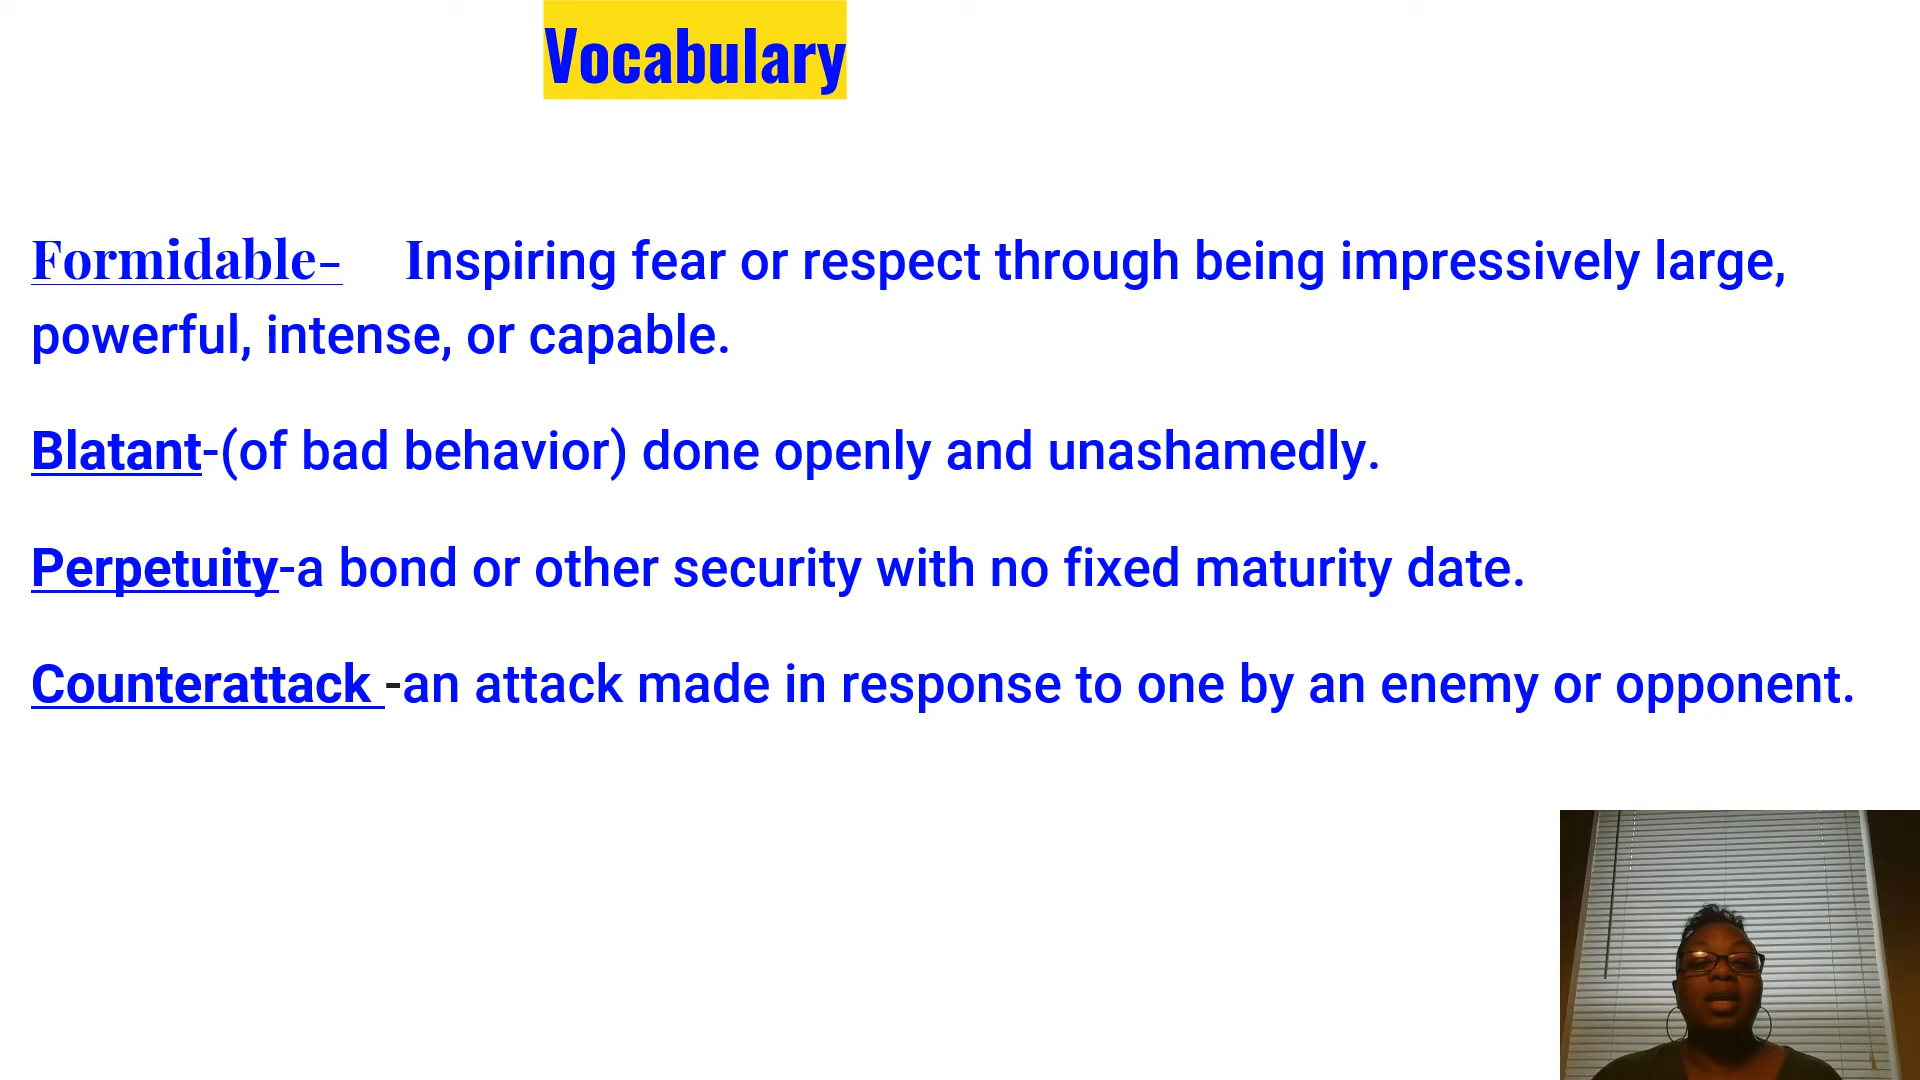 Vocabulary
Formidable- Inspiring fear or respect through being impressively large,
powerful, intense, or capable.
Blatant-(of bad behavior) done openly and unashamedly.
Perpetuity-a bond or other security with no fixed maturity date.
Counterattack -an attack made in response to one by an enemy or opponent.